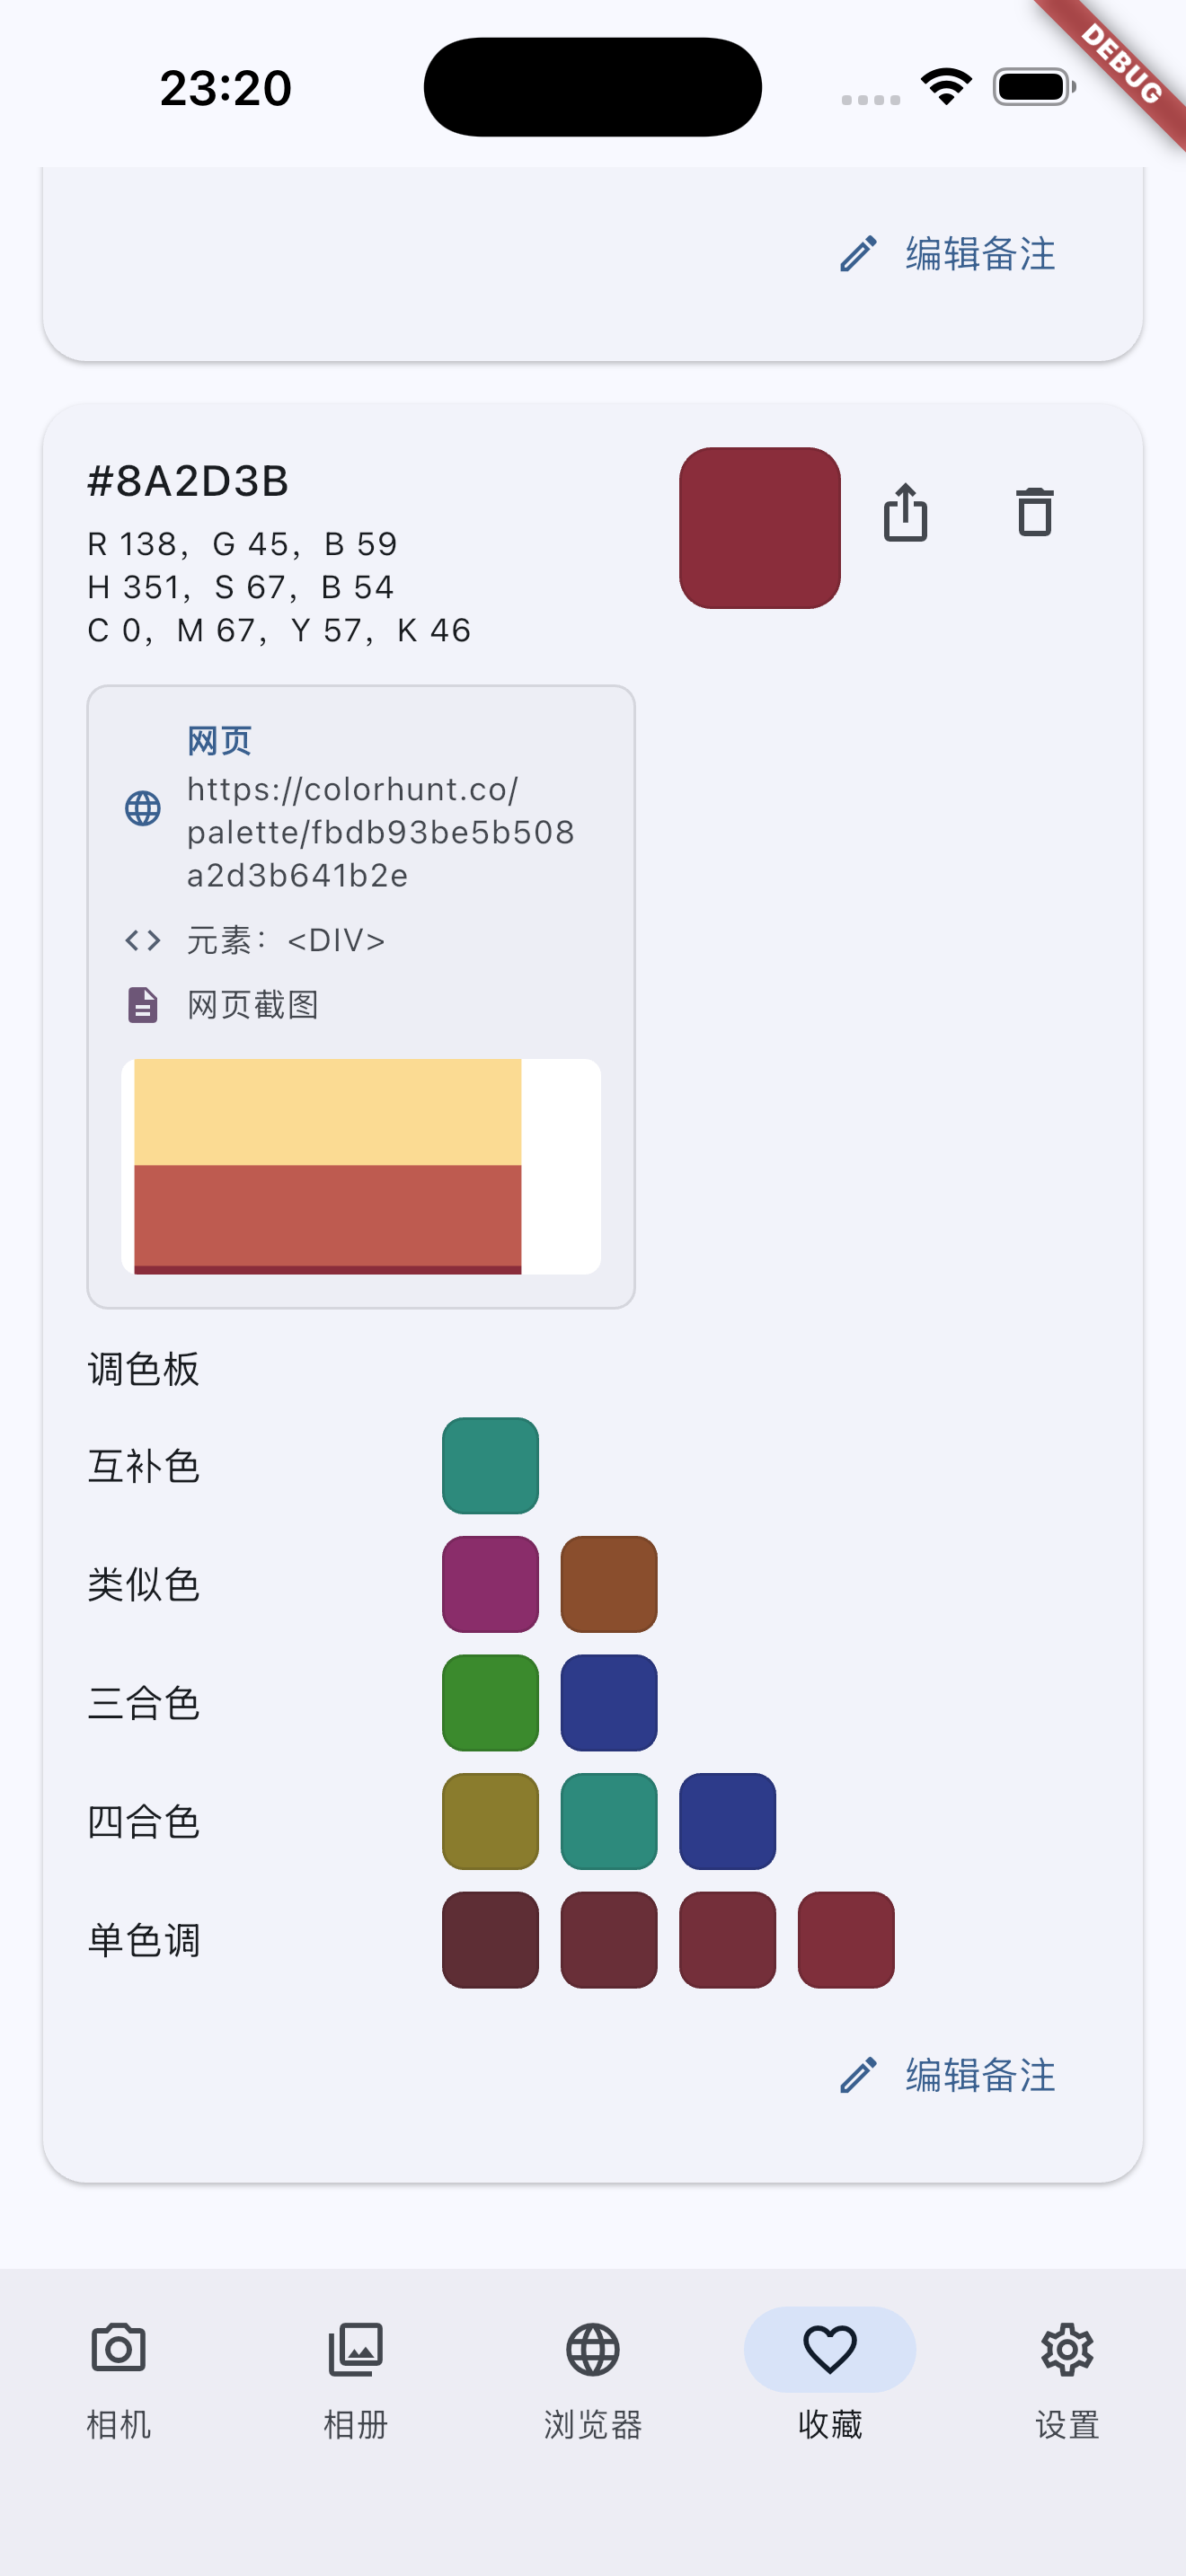 23:20
DEBUG
编辑备注
#8A2D3B
R 138，G 45，B 59
H 351，S 67，B 54
C 0，M 67，Y 57，K 46
网页
https://colorhunt.co/
palette/fbdb93be5b508
a2d3b641b2e
元素：<DIV>
网页截图
调色板
互补色
类似色
三合色
四合色
单色调
编辑备注
相机
相册
浏览器
收藏
设置